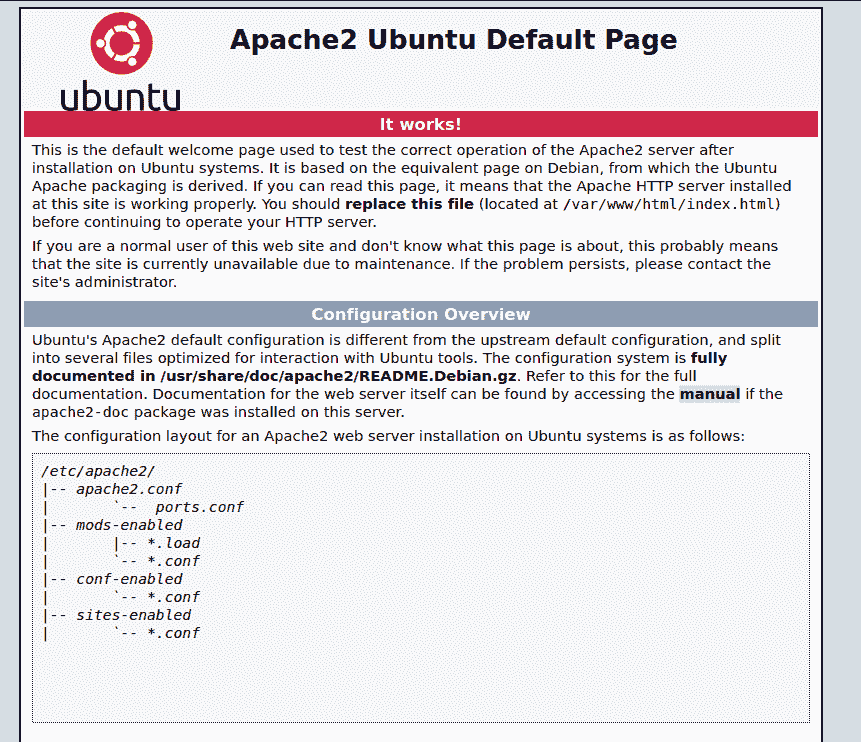 ubuntu
Apache2 Ubuntu Default Page
It works!
This is the default welcome page used to test the correct operation of the Apache2 server after
installation on Ubuntu systems. It is based on the equivalent page on Debian, from which the Ubuntu
Apache packaging is derived. If you can read this page, it means that the Apache HTTP server installed
at this site is working properly. You should replace this file (located at /var/www/html/index.html)
before continuing to operate your HTTP server.
If you are a normal user of this web site and don't know what this page is about, this probably means
that the site is currently unavailable due to maintenance. If the problem persists, please contact the
site's administrator.
Configuration Overview
Ubuntu's Apache2 default configuration is different from the upstream default configuration, and split
into several files optimized for interaction with Ubuntu tools. The configuration system is fully
documented in /usr/share/doc/apache2/README.Debian.gz. Refer to this for the full
documentation. Documentation for the web server itself can be found by accessing the manual if the
apache2-doc package was installed on this server.
The configuration layout for an Apache2 web server installation on Ubuntu systems is as follows:
/etc/apache2/
|-- apache2.conf
|       `--  ports.conf
|-- mods-enabled
|       |-- *.load
|       `-- *.conf
|-- conf-enabled
|       `-- *.conf
|-- sites-enabled
|       `-- *.conf